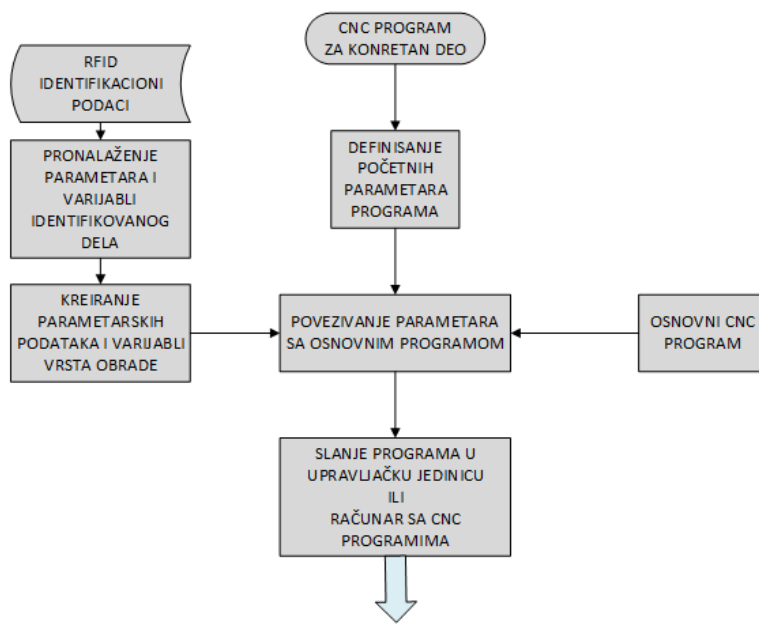 CNC PROGRAM
ZA KONRETAN DEO
RFID
IDENTIFIKACIONI
PODACI
DEFINISANJE
POČETNIH
PARAMETARA
PROGRAMA
PRONALAŽENJE
PARAMETARA I
VARIJABLI
IDENTIFIKOVANOG
DELA
KREIRANJE
PARAMETARSKIH
PODATAKA I VARIJABLI
VRSTA OBRADE
POVEZIVANJE PARAMETARA
SA OSNOVNIM PROGRAMOM
OSNOVNI CNC
PROGRAM
SLANJE PROGRAMA U
UPRAVLJAČKU JEDINICU
ILI
RAČUNAR SA CNC
PROGRAMIMA